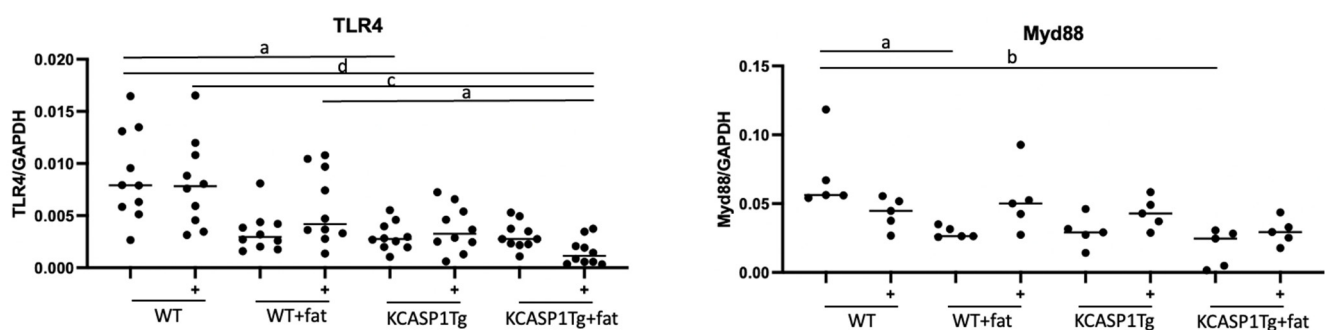 TLR4
a
d
c
a
0.020
0.015
0.010
0.005
0.000
TLR4/GAPDH
+ + + +
WT WT+fat KCASP1Tg KCASP1Tg+fat
Myd88
a
b
0.15
0.10
0.05
0.00
Myd88/GAPDH
+ + + +
WT WT+fat KCASP1Tg KCASP1Tg+fat